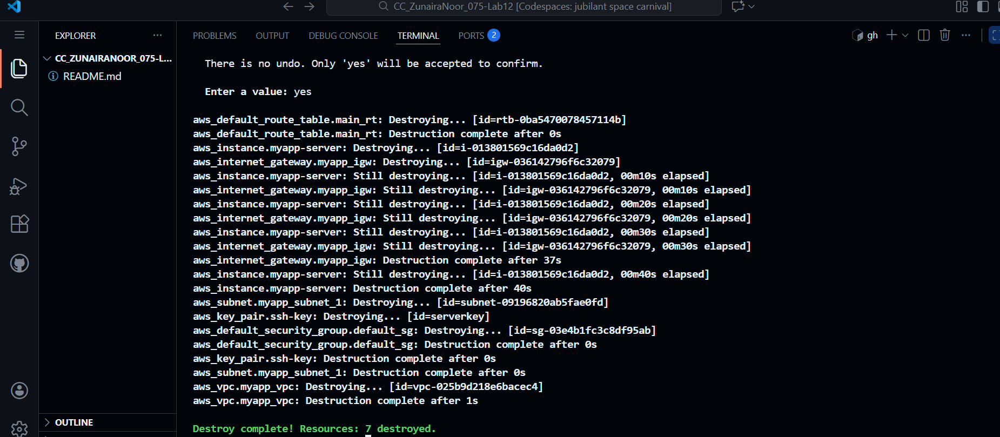 CC_ZunairaNoor_075-Lab12 [Codespaces: jubilant space carnival]
EXPLORER
CC_ZUNAIRANOOR_075-L...
README.md
OUTLINE
PROBLEMS OUTPUT DEBUG CONSOLE TERMINAL PORTS 2
gh
There is no undo. Only 'yes' will be accepted to confirm.
Enter a value: yes
aws_default_route_table.main_rt: Destroying... [id=rtb-0ba5470078457114b]
aws_default_route_table.main_rt: Destruction complete after 0s
aws_instance.myapp-server: Destroying... [id=i-013801569c16da0d2]
aws_internet_gateway.myapp_igw: Destroying... [id=igw-036142796f6c32079]
aws_instance.myapp-server: Still destroying... [id=i-013801569c16da0d2, 00m10s elapsed]
aws_internet_gateway.myapp_igw: Still destroying... [id=igw-036142796f6c32079, 00m10s elapsed]
aws_instance.myapp-server: Still destroying... [id=i-013801569c16da0d2, 00m20s elapsed]
aws_internet_gateway.myapp_igw: Still destroying... [id=igw-036142796f6c32079, 00m20s elapsed]
aws_instance.myapp-server: Still destroying... [id=i-013801569c16da0d2, 00m30s elapsed]
aws_internet_gateway.myapp_igw: Still destroying... [id=igw-036142796f6c32079, 00m30s elapsed]
aws_internet_gateway.myapp_igw: Destruction complete after 37s
aws_instance.myapp-server: Still destroying... [id=i-013801569c16da0d2, 00m40s elapsed]
aws_instance.myapp-server: Destruction complete after 40s
aws_subnet.myapp_subnet_1: Destroying... [id=subnet-09196820ab5fae0fd]
aws_key_pair.ssh-key: Destroying... [id=serverkey]
aws_default_security_group.default_sg: Destroying... [id=sg-03e4b1fc3c8df95ab]
aws_default_security_group.default_sg: Destruction complete after 0s
aws_key_pair.ssh-key: Destruction complete after 0s
aws_subnet.myapp_subnet_1: Destruction complete after 0s
aws_vpc.myapp_vpc: Destroying... [id=vpc-025b9d218e6bacec4]
aws_vpc.myapp_vpc: Destruction complete after 1s
Destroy complete! Resources: 7 destroyed.